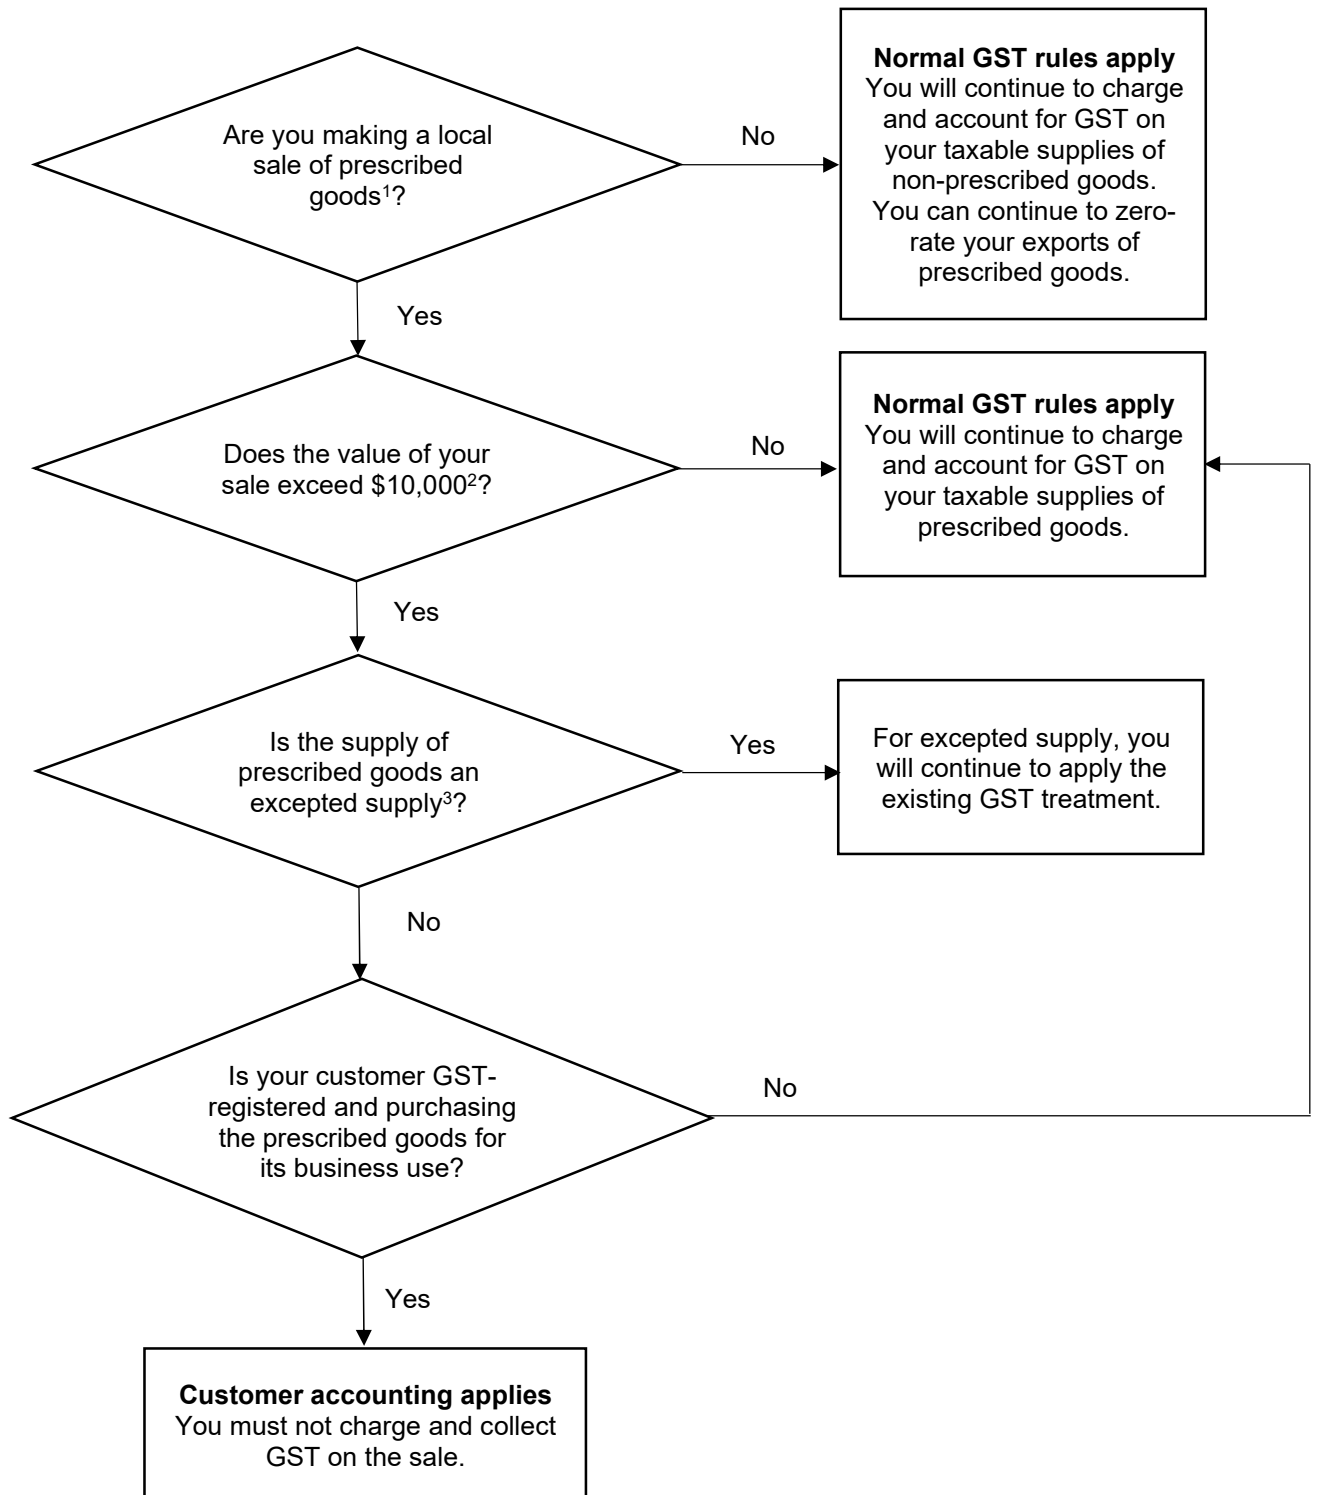 Are you making a local
sale of prescribed
goods¹?
No
Normal GST rules apply
You will continue to charge
and account for GST on
your taxable supplies of
non-prescribed goods.
You can continue to zero-
rate your exports of
prescribed goods.
Yes
Does the value of your
sale exceed $10,000²?
No
Normal GST rules apply
You will continue to charge
and account for GST on
your taxable supplies of
prescribed goods.
Yes
Is the supply of
prescribed goods an
excepted supply³?
Yes
For excepted supply, you
will continue to apply the
existing GST treatment.
No
Is your customer GST-
registered and purchasing
the prescribed goods for
its business use?
No
Yes
Customer accounting applies
You must not charge and collect
GST on the sale.